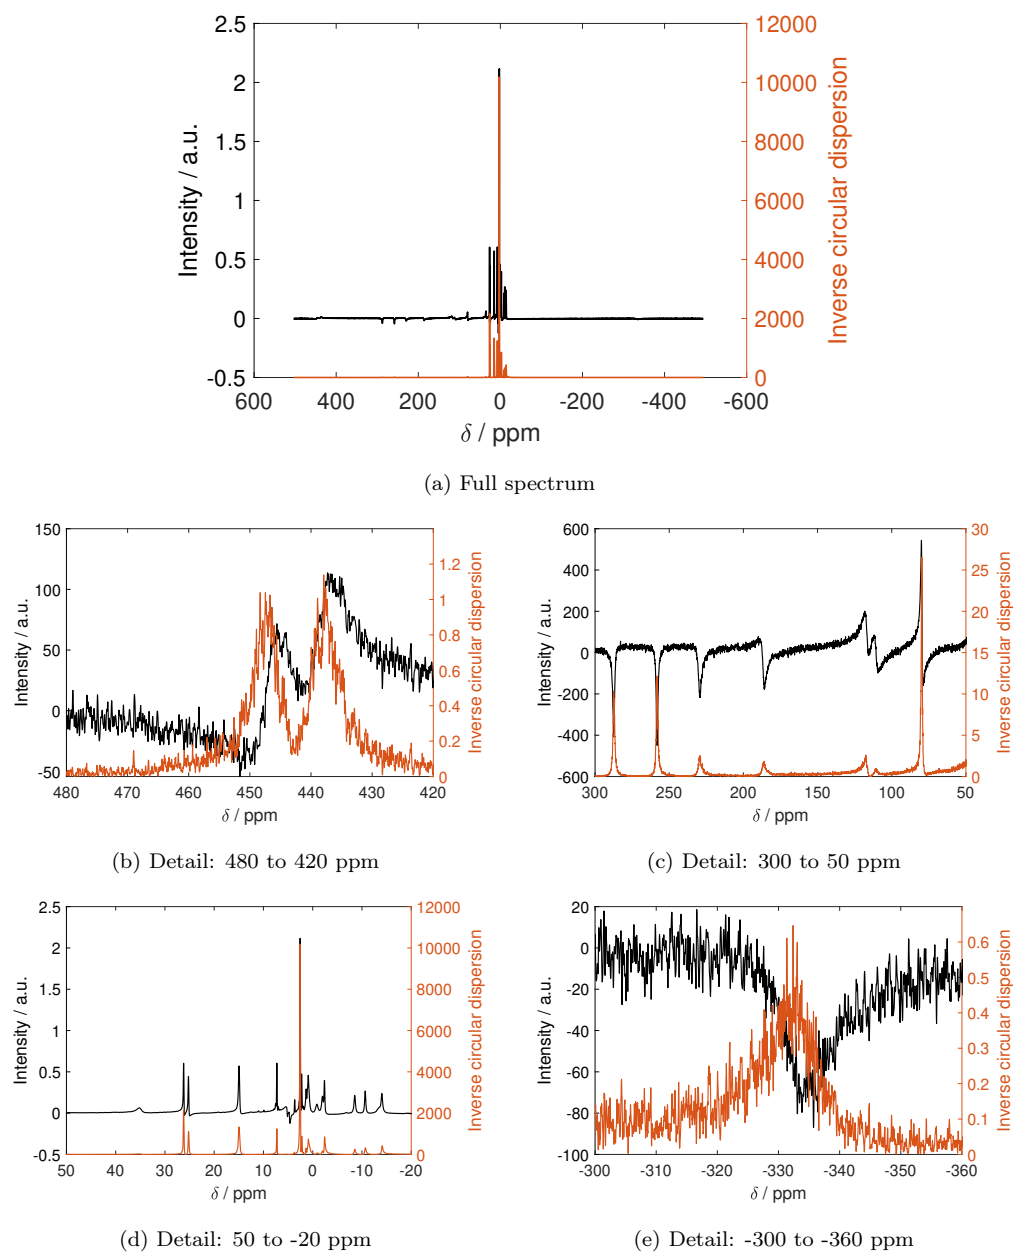 2.5
2
1.5
1
0.5
0
-0.5
Intensity / a.u.
12000
10000
8000
6000
4000
2000
0
Inverse circular dispersion
600 400 200 0 -200 -400 -600
δ / ppm
(a) Full spectrum
150
100
50
0
-50
Intensity / a.u.
1.2
1
0.8
0.6
0.4
0.2
0
Inverse circular dispersion
480 470 460 450 440 430 420
δ / ppm
(b) Detail: 480 to 420 ppm
600
400
200
0
-200
-400
-600
Intensity / a.u.
30
25
20
15
10
5
0
Inverse circular dispersion
300 250 200 150 100 50
δ / ppm
(c) Detail: 300 to 50 ppm
2.5
2
1.5
1
0.5
0
-0.5
Intensity / a.u.
12000
10000
8000
6000
4000
2000
0
Inverse circular dispersion
50 40 30 20 10 0 -10 -20
δ / ppm
(d) Detail: 50 to -20 ppm
20
0
-20
-40
-60
-80
-100
Intensity / a.u.
0.6
0.5
0.4
0.3
0.2
0.1
0
Inverse circular dispersion
-300 -310 -320 -330 -340 -350 -360
δ / ppm
(e) Detail: -300 to -360 ppm